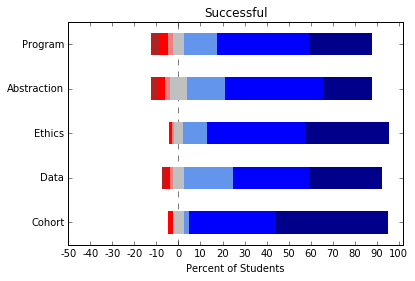 Successful
Program
Abstraction
Ethics
Data
Cohort
-50 -40 -30 -20 -10 0 10 20 30 40 50 60 70 80 90 100
Percent of Students